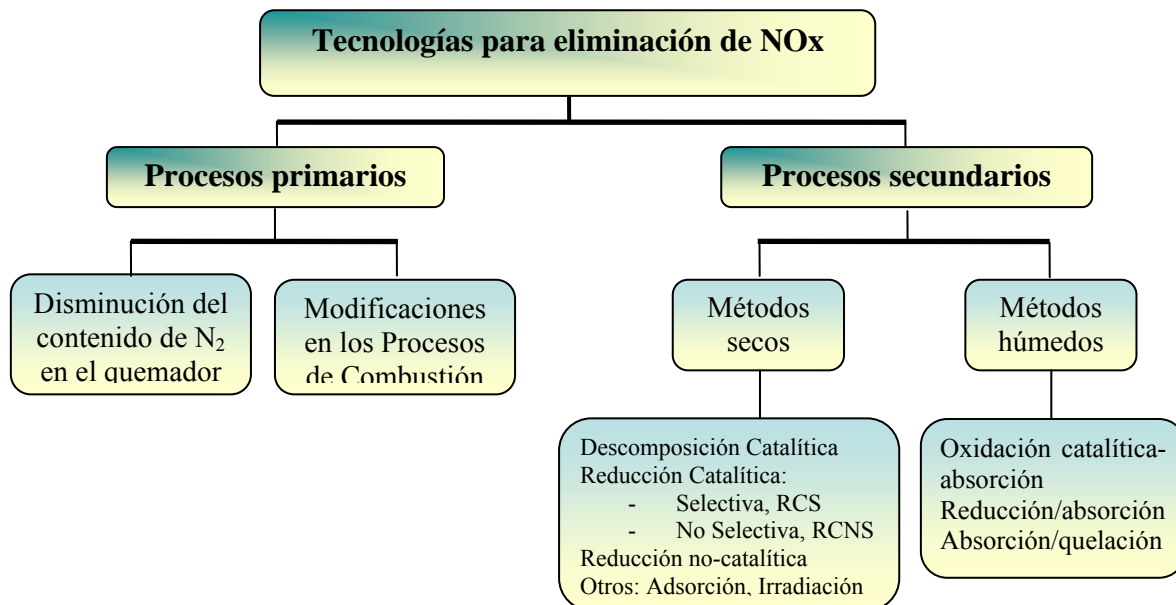 Tecnologías para eliminación de NOx
Procesos primarios
Procesos secundarios
Disminución del
contenido de N₂
en el quemador
Modificaciones
en los Procesos
de Combustión
Métodos
secos
Métodos
húmedos
Descomposición Catalítica
Reducción Catalítica:
- Selectiva, RCS
- No Selectiva, RCNS
Reducción no-catalítica
Otros: Adsorción, Irradiación
Oxidación catalítica-
absorción
Reducción/absorción
Absorción/quelación